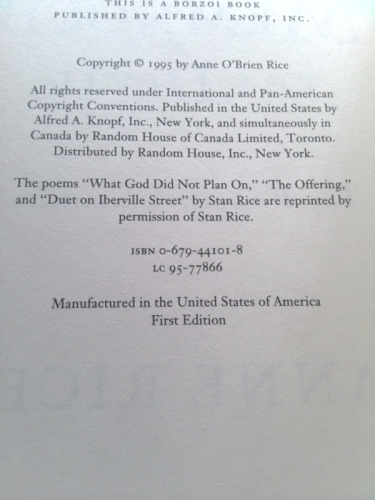 THIS IS A BORZOI BOOK
PUBLISHED BY ALFRED A. KNOPF, INC.
Copyright © 1995 by Anne O'Brien Rice
All rights reserved under International and Pan-American
Copyright Conventions. Published in the United States by
Alfred A. Knopf, Inc., New York, and simultaneously in
Canada by Random House of Canada Limited, Toronto.
Distributed by Random House, Inc., New York.
The poems “What God Did Not Plan On,” “The Offering,”
and “Duet on Iberville Street” by Stan Rice are reprinted by
permission of Stan Rice.
ISBN 0-679-44101-8
LC 95-77866
Manufactured in the United States of America
First Edition
ANNE RICE